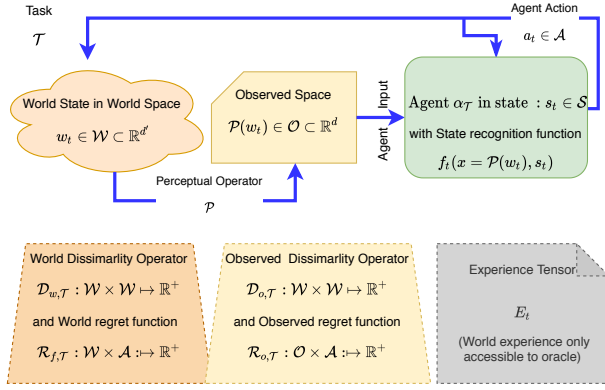 Task
𝒯
Agent Action
a_t ∈ 𝒜
World State in World Space
w_t ∈ 𝒲 ⊂ ℝ^{d′}
Observed Space
𝒫(w_t) ∈ 𝒪 ⊂ ℝ^d
Agent Input
Agent α_𝒯 in state : s_t ∈ 𝒮
with State recognition function
f_t(x = 𝒫(w_t), s_t)
Perceptual Operator
𝒫
World Dissimarlity Operator
𝒟_{w,𝒯} : 𝒲 × 𝒲 ↦ ℝ^+
and World regret function
ℛ_{f,𝒯} : 𝒲 × 𝒜 :↦ ℝ^+
Observed Dissimarlity Operator
𝒟_{o,𝒯} : 𝒲 × 𝒲 ↦ ℝ^+
and Observed regret function
ℛ_{o,𝒯} : 𝒪 × 𝒜 :↦ ℝ^+
Experience Tensor
E_t
(World experience only
accessible to oracle)